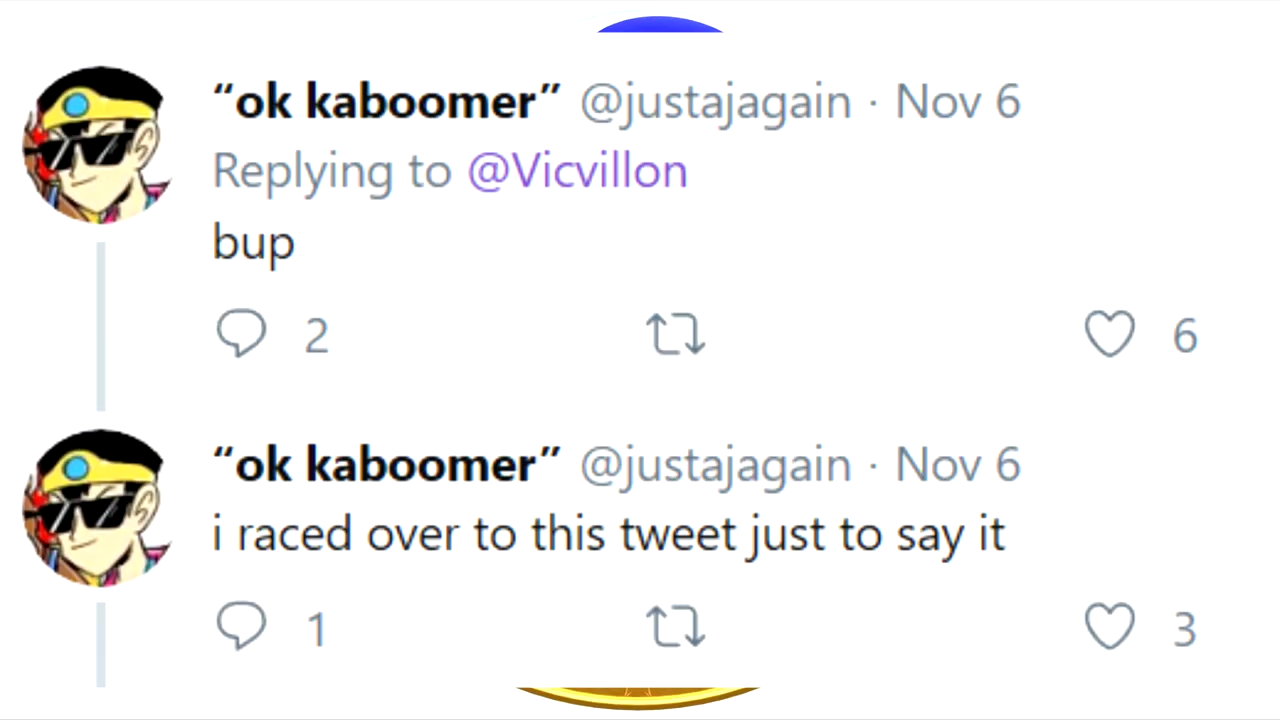 “ok kaboomer” @justajagain · Nov 6
Replying to @Vicvillon
bup
2 6
“ok kaboomer” @justajagain · Nov 6
i raced over to this tweet just to say it
1 3